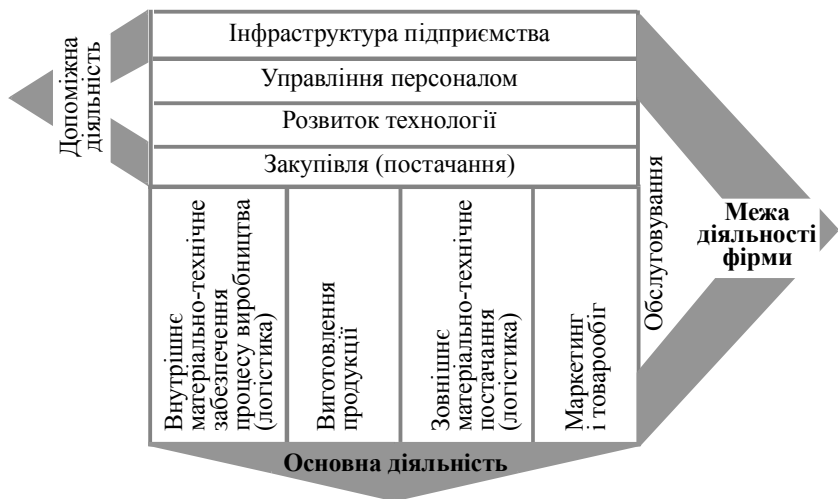 Допоміжна
діяльність
Інфраструктура підприємства
Управління персоналом
Розвиток технології
Закупівля (постачання)
Внутрішнє
матеріально-технічне
забезпечення
процесу виробництва
(логістика)
Виготовлення
продукції
Зовнішнє
матеріально-технічне
постачання
(логістика)
Маркетинг
і товарообіг
Обслуговування
Межа
діяльності
фірми
Основна діяльність